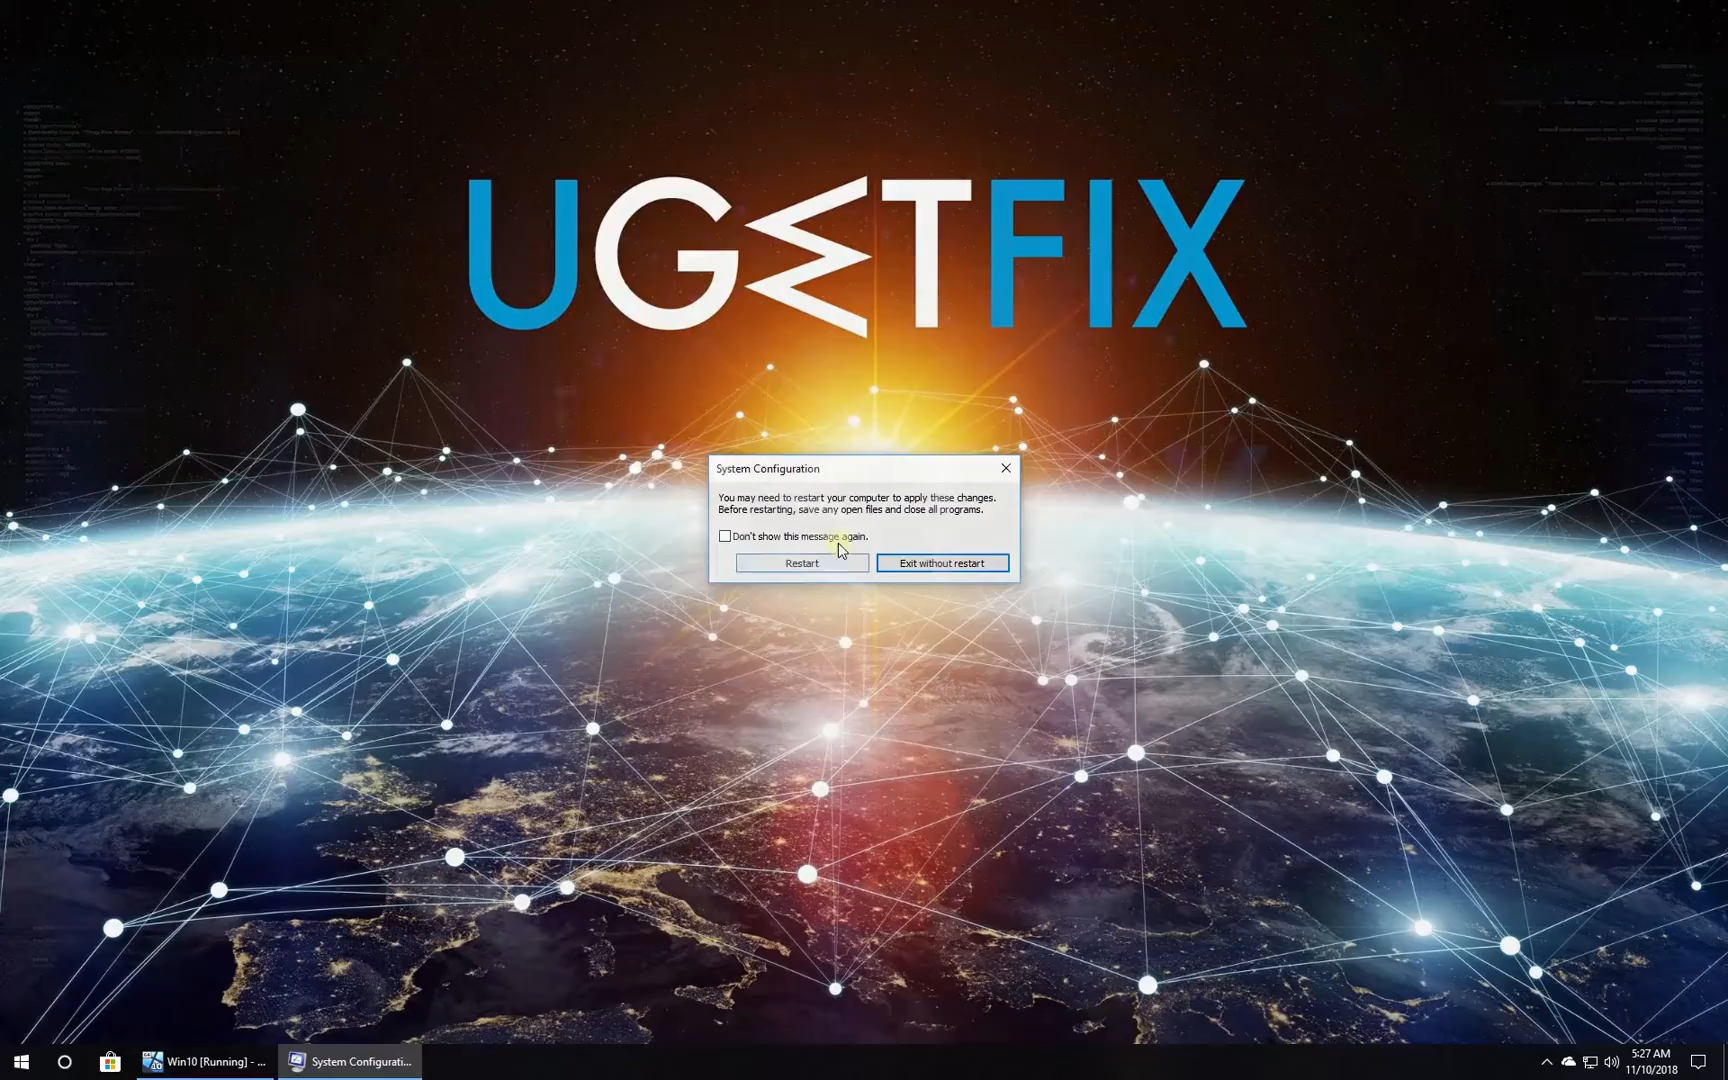 UGETFIX
System Configuration
You may need to restart your computer to apply these changes.
Before restarting, save any open files and close all programs.
Don't show this message again.
Restart
Exit without restart
Win10 [Running] - ...
System Configurati...
5:27 AM
11/10/2018